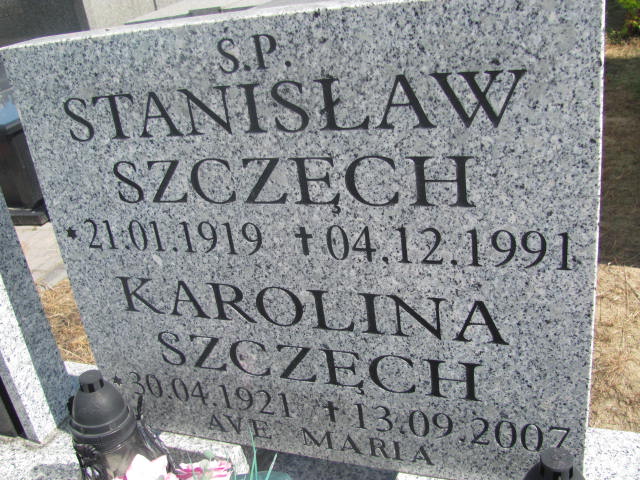 Ś.P.
STANISŁAW
SZCZĘCH
*21.01.1919 †04.12.1991
KAROLINA
SZCZĘCH
*30.04.1921 †13.09.2007
AVE MARIA